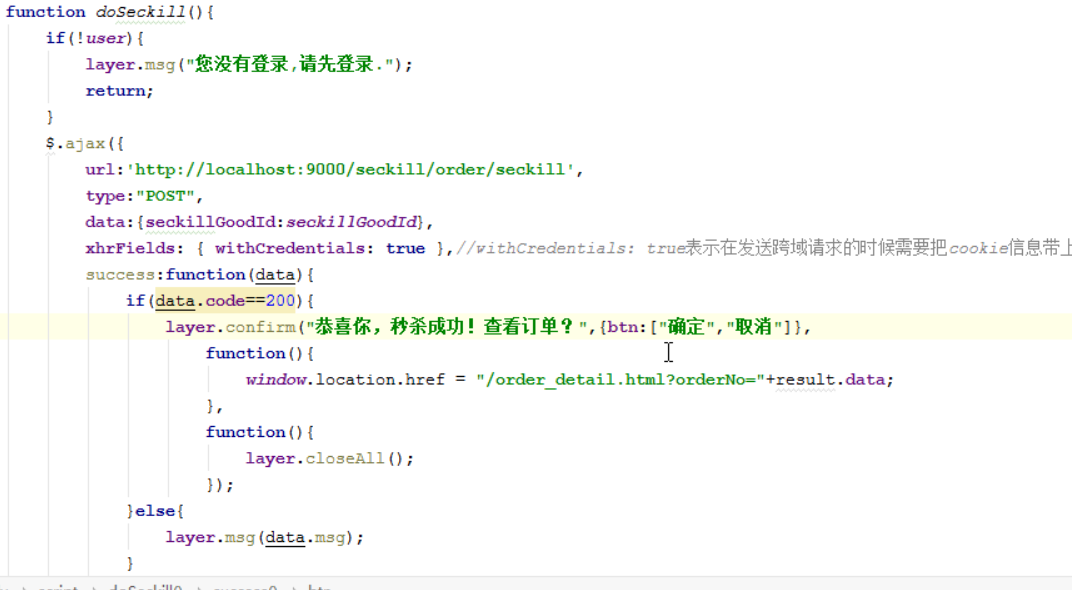 function doSeckill(){
if(!user){
layer.msg("您没有登录,请先登录.");
return;
}
$.ajax({
url:'http://localhost:9000/seckill/order/seckill',
type:"POST",
data:{seckillGoodId:seckillGoodId},
xhrFields: { withCredentials: true },//withCredentials: true表示在发送跨域请求的时候需要把cookie信息带上
success:function(data){
if(data.code==200){
layer.confirm("恭喜你，秒杀成功！查看订单？",{btn:["确定","取消"]},
function(){
window.location.href = "/order_detail.html?orderNo="+result.data;
},
function(){
layer.closeAll();
});
}else{
layer.msg(data.msg);
}